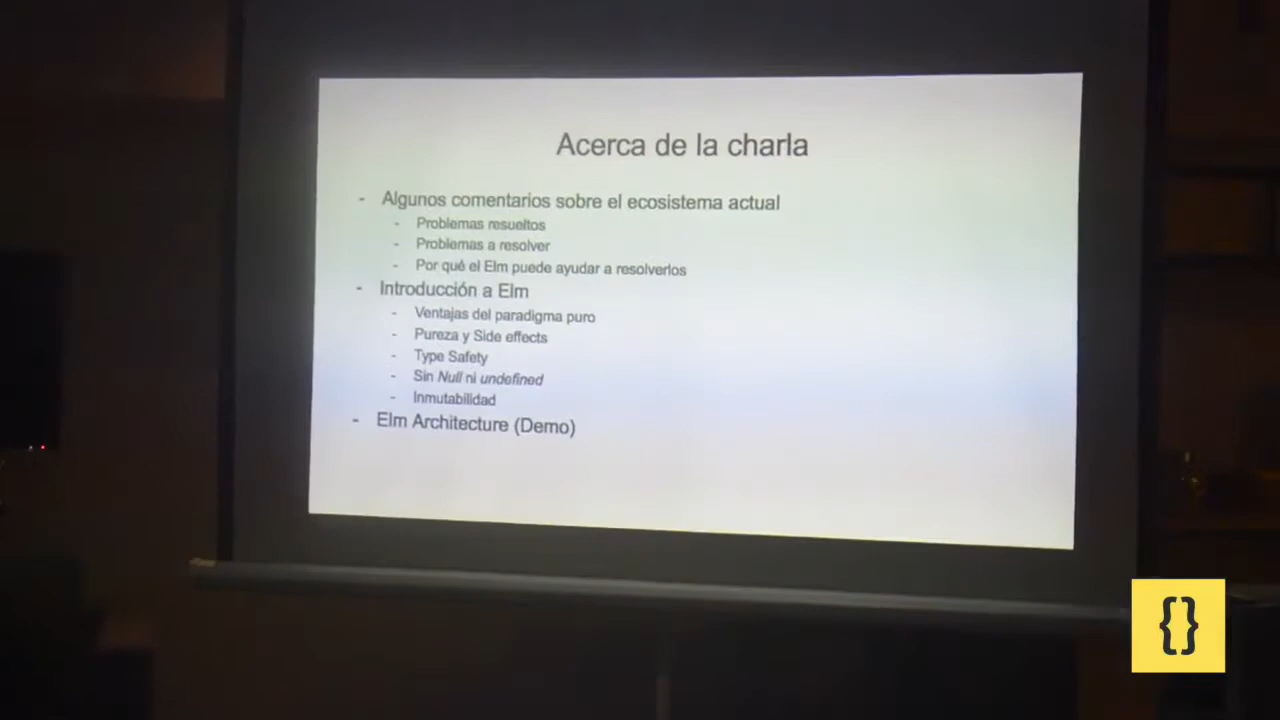 Acerca de la charla
- Algunos comentarios sobre el ecosistema actual
- Problemas resueltos
- Problemas a resolver
- Por qué el Elm puede ayudar a resolverlos
- Introducción a Elm
- Ventajas del paradigma puro
- Pureza y Side effects
- Type Safety
- Sin Null ni undefined
- Inmutabilidad
- Elm Architecture (Demo)
{}